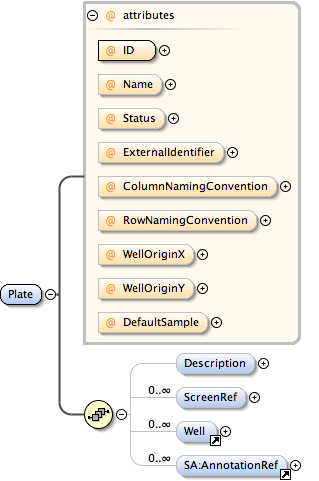 attributes
@ ID
@ Name
@ Status
@ ExternalIdentifier
@ ColumnNamingConvention
@ RowNamingConvention
@ WellOriginX
@ WellOriginY
@ DefaultSample
Plate
Description
0..∞ ScreenRef
0..∞ Well
0..∞ SA:AnnotationRef